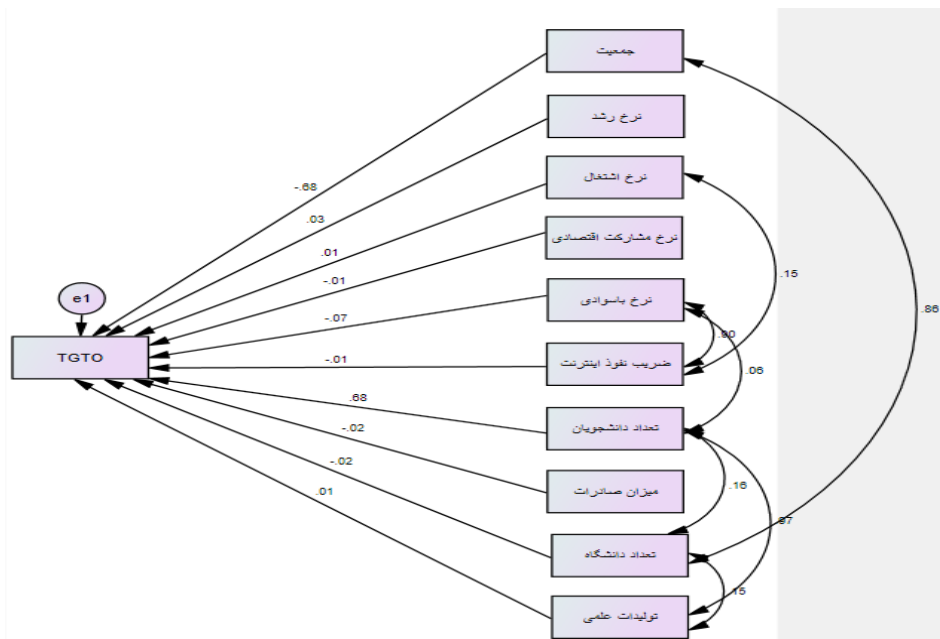 جمعیت
نرخ رشد
نرخ اشتغال
-.68
.03
نرخ مشارکت اقتصادی
.01
-.01
.15
نرخ باسوادی
e1
.86
-.07
.00
TGTO
-.01
ضریب نفوذ اینترنت
.06
.68
تعداد دانشجویان
-.02
-.02
میزان صادرات
.16
.01
.97
تعداد دانشگاه
.15
تولیدات علمی